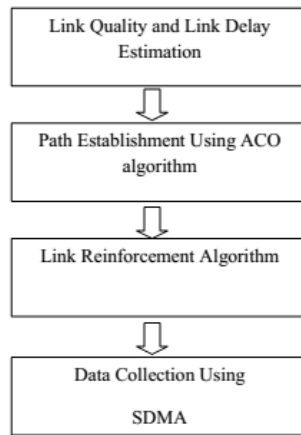 Link Quality and Link Delay
Estimation
Path Establishment Using ACO
algorithm
Link Reinforcement Algorithm
Data Collection Using
SDMA